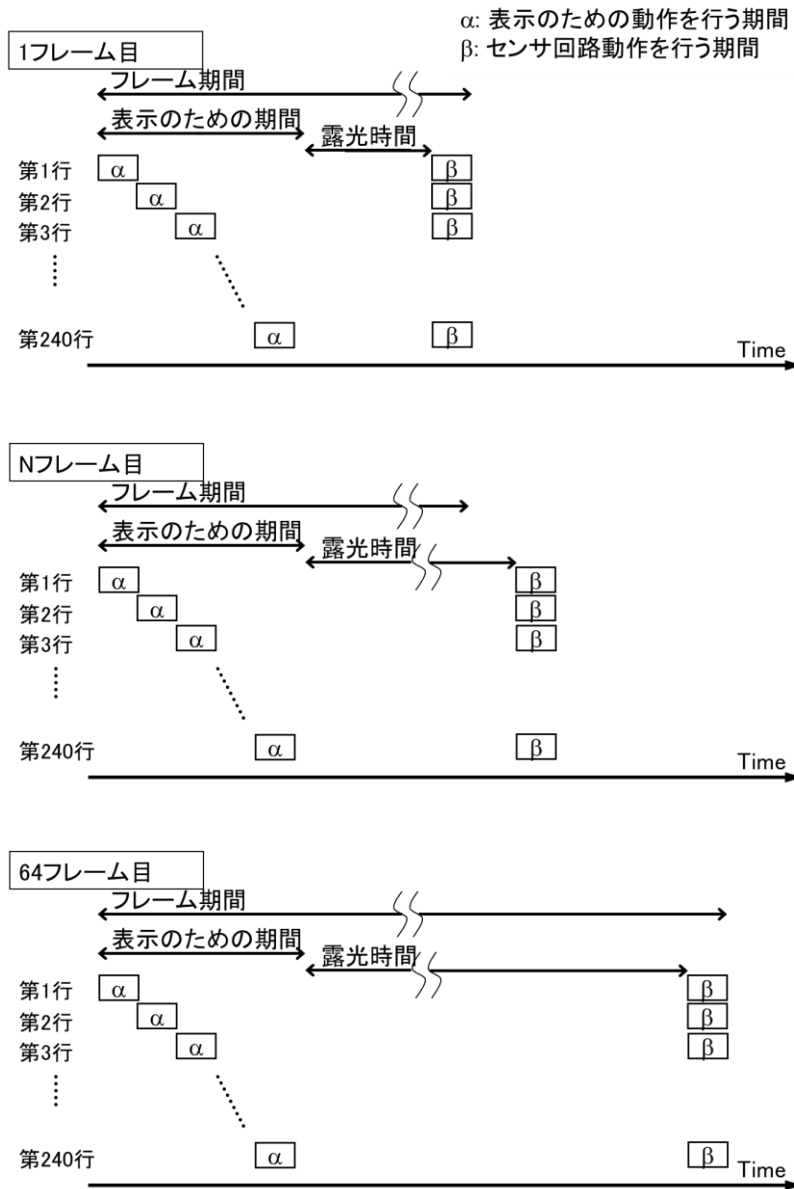 α: 表示のための動作を行う期間
β: センサ回路動作を行う期間
1フレーム目
フレーム期間
表示のための期間
露光時間
第1行 α β
第2行 α β
第3行 α β
第240行 α β
Time
Nフレーム目
フレーム期間
表示のための期間
露光時間
第1行 α β
第2行 α β
第3行 α β
第240行 α β
Time
64フレーム目
フレーム期間
表示のための期間
露光時間
第1行 α β
第2行 α β
第3行 α β
第240行 α β
Time